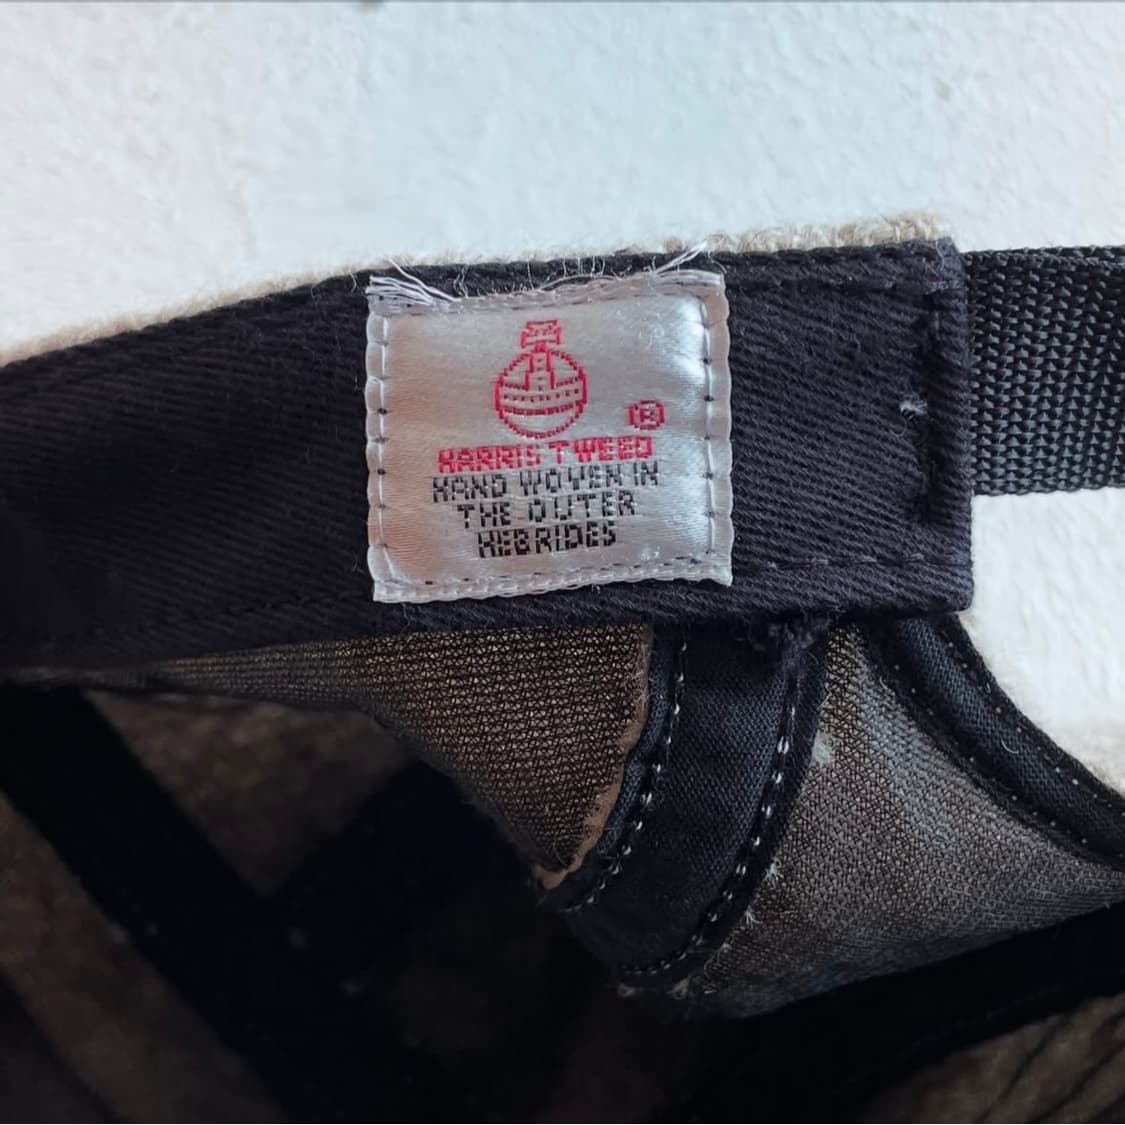 ®
HARRIS TWEED
HAND WOVEN IN
THE OUTER
HEBRIDES